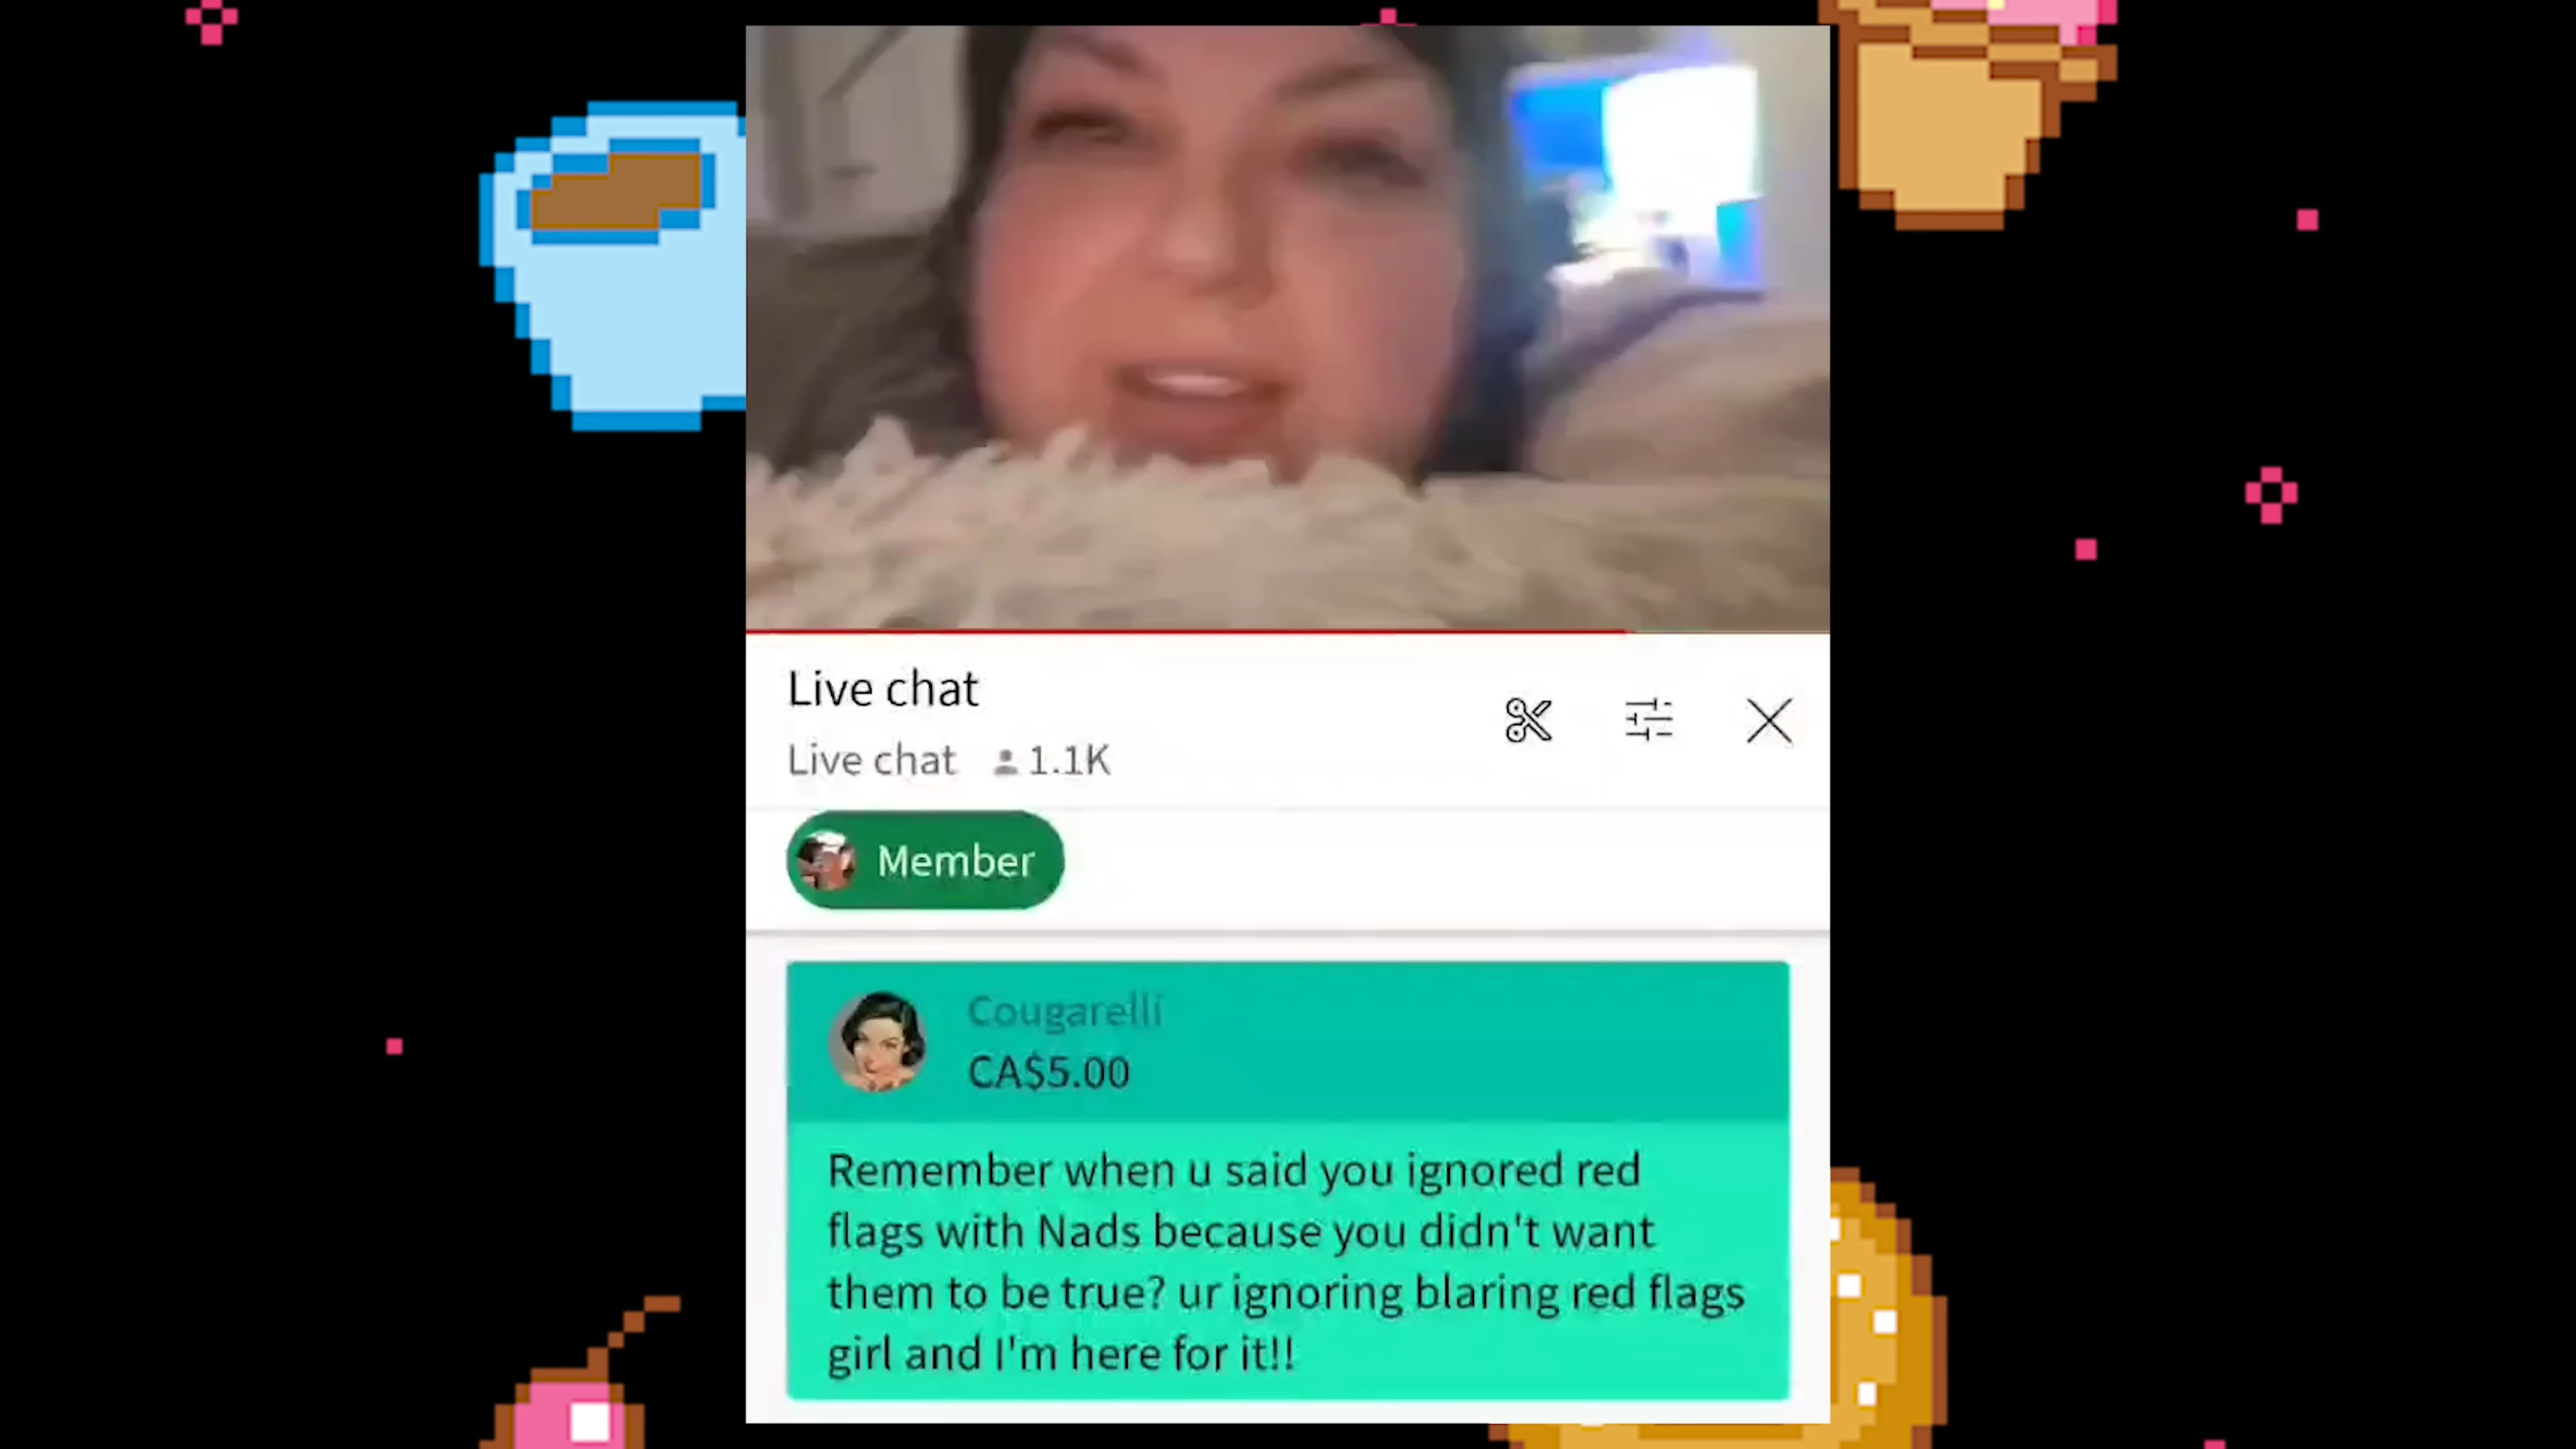 Live chat
Live chat 1.1K
Member
Cougarelli
CA$5.00
Remember when u said you ignored red
flags with Nads because you didn't want
them to be true? ur ignoring blaring red flags
girl and I'm here for it!!